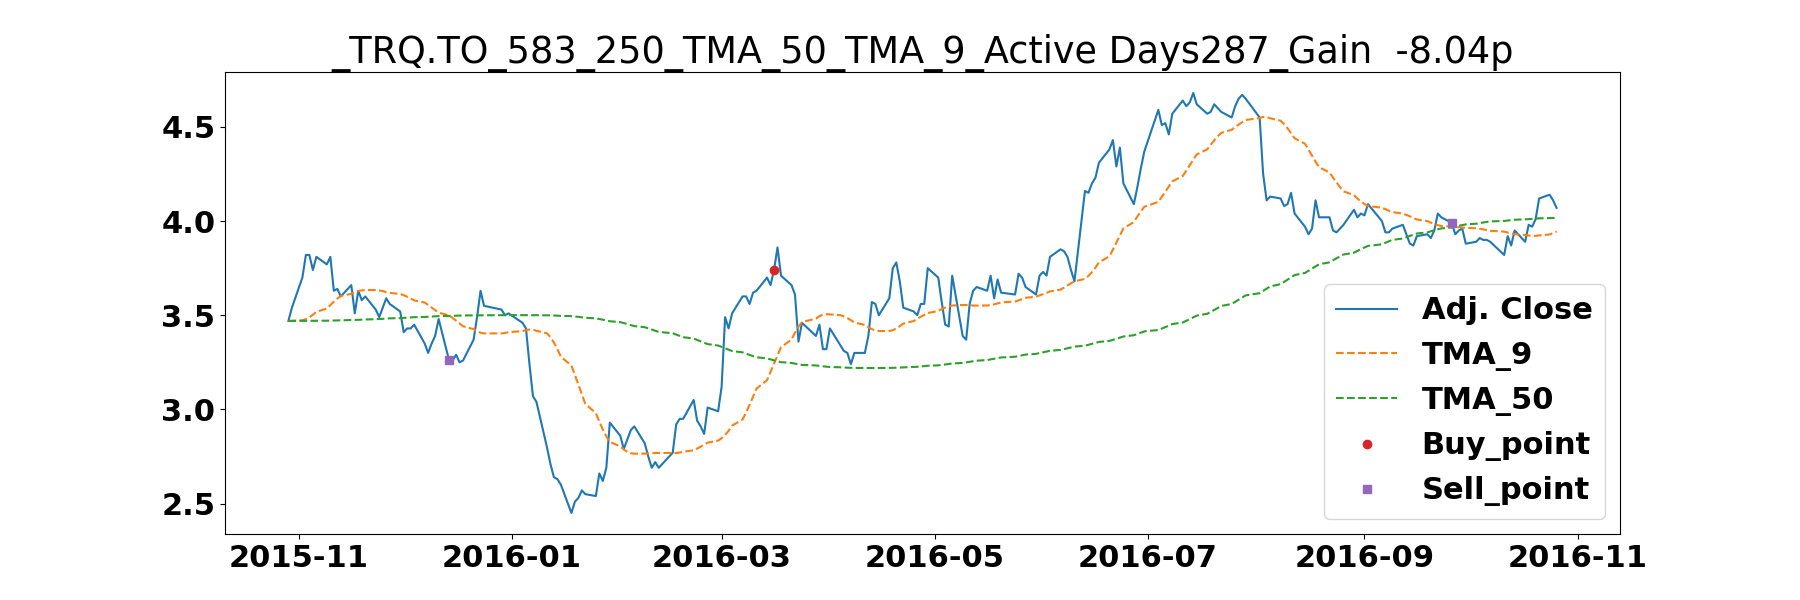 _TRQ.TO_583_250_TMA_50_TMA_9_Active Days287_Gain  -8.04p
4.5
4.0
3.5
3.0
2.5
Adj. Close
TMA_9
TMA_50
Buy_point
Sell_point
2015-11 2016-01 2016-03 2016-05 2016-07 2016-09 2016-11